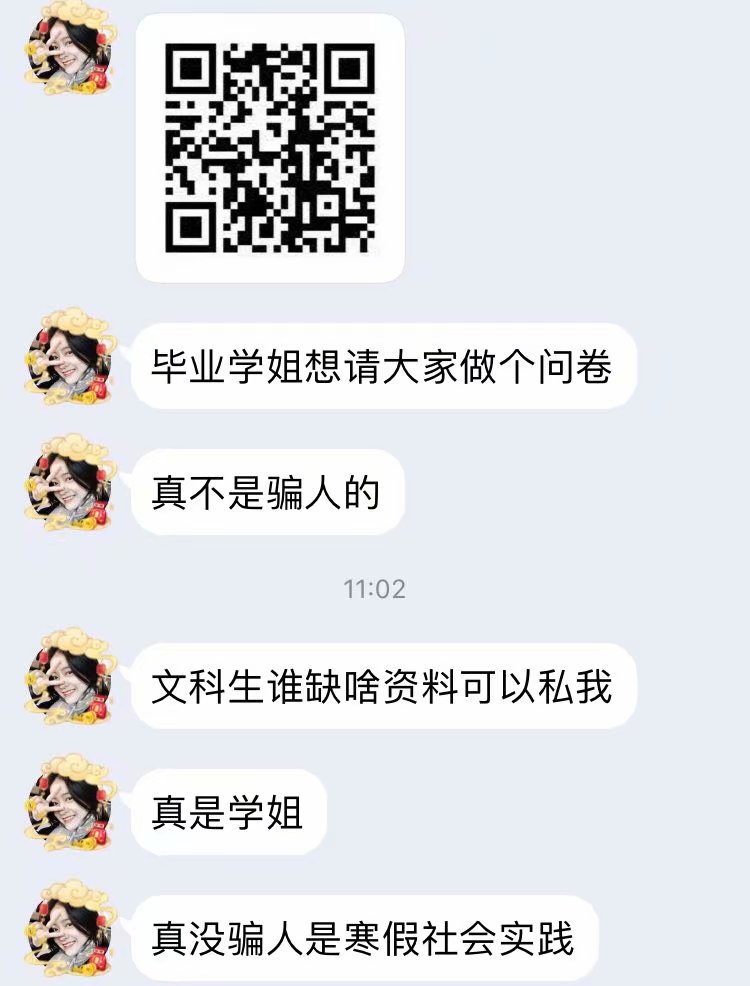 毕业学姐想请大家做个问卷
真不是骗人的
11:02
文科生谁缺啥资料可以私我
真是学姐
真没骗人是寒假社会实践